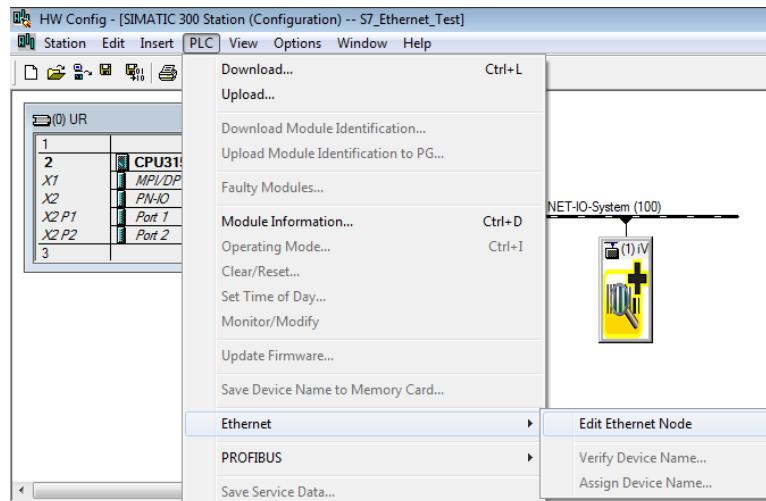 HW Config - [SIMATIC 300 Station (Configuration) -- S7_Ethernet_Test]
Station Edit Insert PLC View Options Window Help
(0) UR
1
2 CPU31
X1 MPI/DP
X2 PN-IO
X2 P1 Port 1
X2 P2 Port 2
3
Download... Ctrl+L
Upload...
Download Module Identification...
Upload Module Identification to PG...
Faulty Modules...
Module Information... Ctrl+D
Operating Mode... Ctrl+I
Clear/Reset...
Set Time of Day...
Monitor/Modify
Update Firmware...
Save Device Name to Memory Card...
Ethernet
PROFIBUS
Save Service Data...
NET-IO-System (100)
(1) iV
Edit Ethernet Node
Verify Device Name...
Assign Device Name...